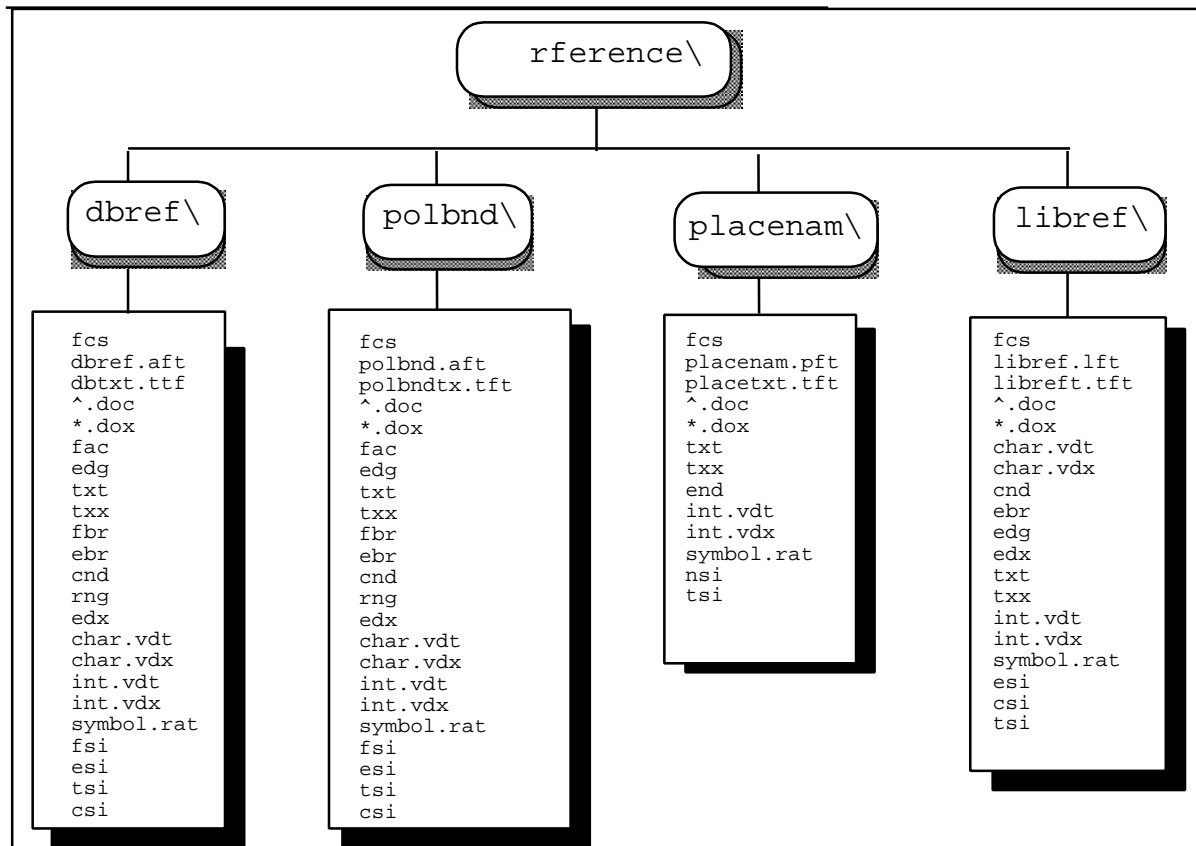 rference\
dbref\
polbnd\
placenam\
libref\
fcs
dbref.aft
dbtxt.ttf
^.doc
*.dox
fac
edg
txt
txx
fbr
ebr
cnd
rng
edx
char.vdt
char.vdx
int.vdt
int.vdx
symbol.rat
fsi
esi
tsi
csi
fcs
polbnd.aft
polbndtx.tft
^.doc
*.dox
fac
edg
txt
txx
fbr
ebr
cnd
rng
edx
char.vdt
char.vdx
int.vdt
int.vdx
symbol.rat
fsi
esi
tsi
csi
fcs
placenam.pft
placetxt.tft
^.doc
*.dox
txt
txx
end
int.vdt
int.vdx
symbol.rat
nsi
tsi
fcs
libref.lft
libreft.tft
^.doc
*.dox
char.vdt
char.vdx
cnd
ebr
edg
edx
txt
txx
int.vdt
int.vdx
symbol.rat
esi
csi
tsi